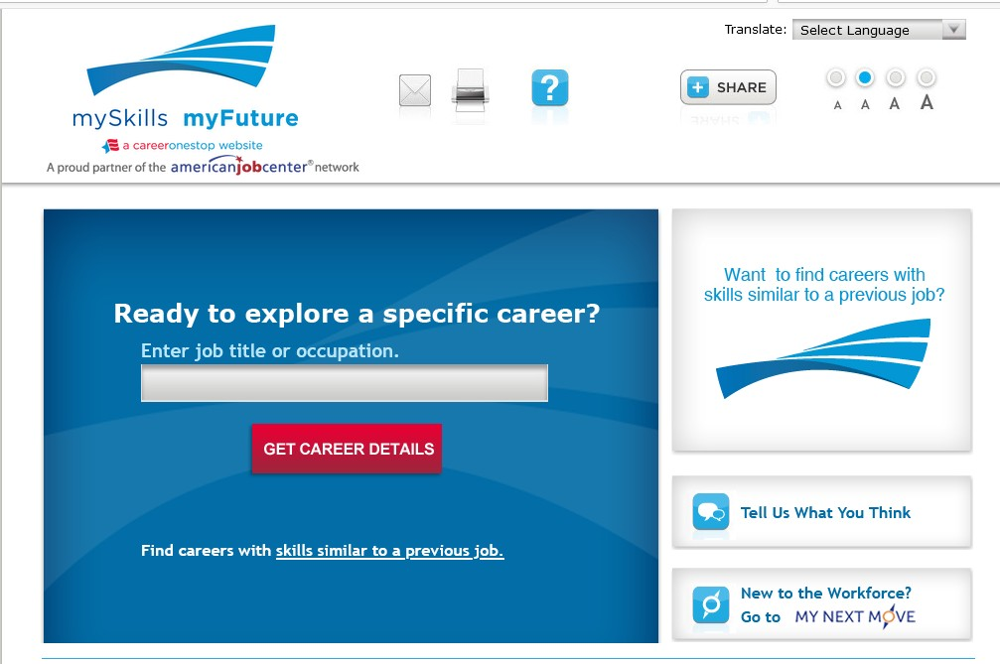 Translate: Select Language
mySkills myFuture
a careeronestop website
A proud partner of the americanjobcenter® network
?
SHARE
A A A A
Ready to explore a specific career?
Enter job title or occupation.
GET CAREER DETAILS
Find careers with skills similar to a previous job.
Want to find careers with
skills similar to a previous job?
Tell Us What You Think
New to the Workforce?
Go to MY NEXT MOVE